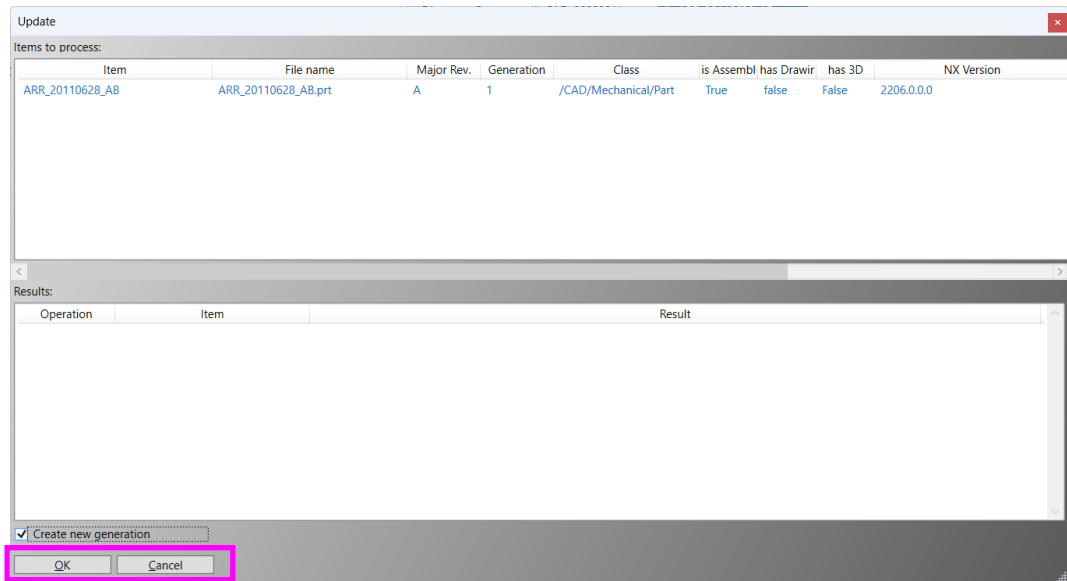 Update
Items to process:
Item File name Major Rev. Generation Class is Assembl has Drawir has 3D NX Version
ARR_20110628_AB ARR_20110628_AB.prt A 1 /CAD/Mechanical/Part True false False 2206.0.0.0
Results:
Operation Item Result
Create new generation
OK Cancel